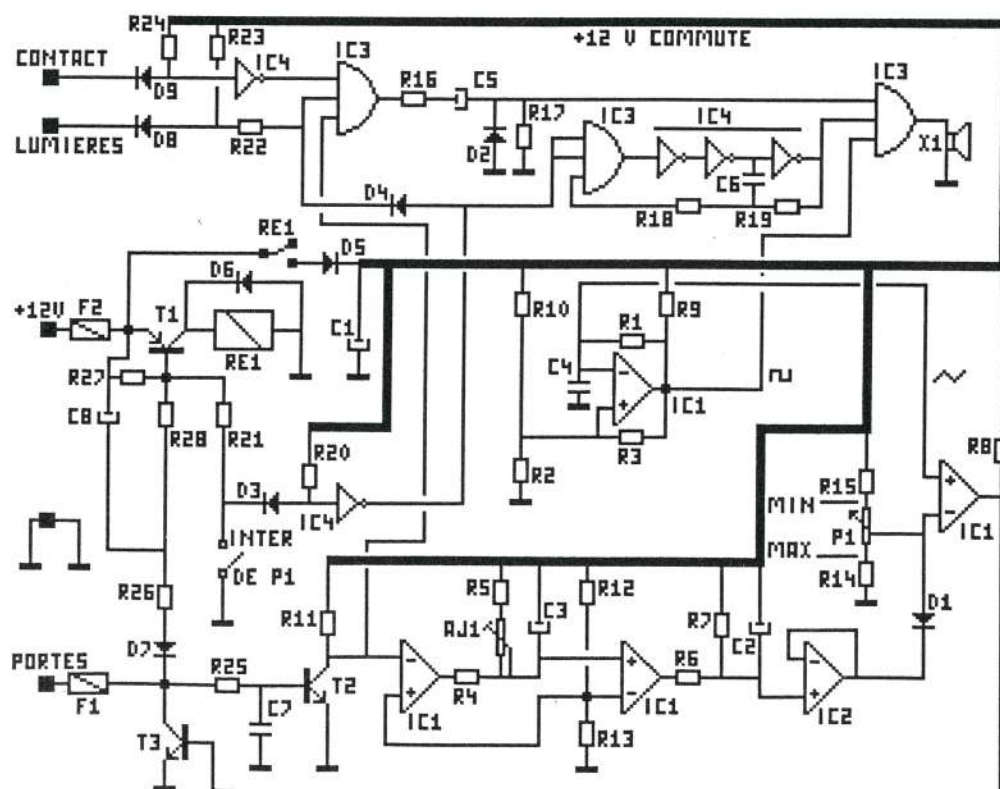 R24
R23
+12 V COMMUTE
CONTACT
IC4
IC3
R16
C5
IC3
D9
LUMIERES
D8
R22
R17
D2
IC3
IC4
X1
C6
D4
R18
R19
RE1
D5
D6
+12V
F2
T1
RE1
C1
R10
R9
R1
C4
IC1
R3
R27
C8
R28
R21
R20
R2
D3
IC4
R15
MIN
P1
MAX
R14
IC1
R8
INTER
DE P1
R26
R11
R5
C3
R12
R7
C2
D1
AJ1
D7
PORTES
F1
R25
T2
C7
IC1
R4
IC1
R6
IC2
R13
T3